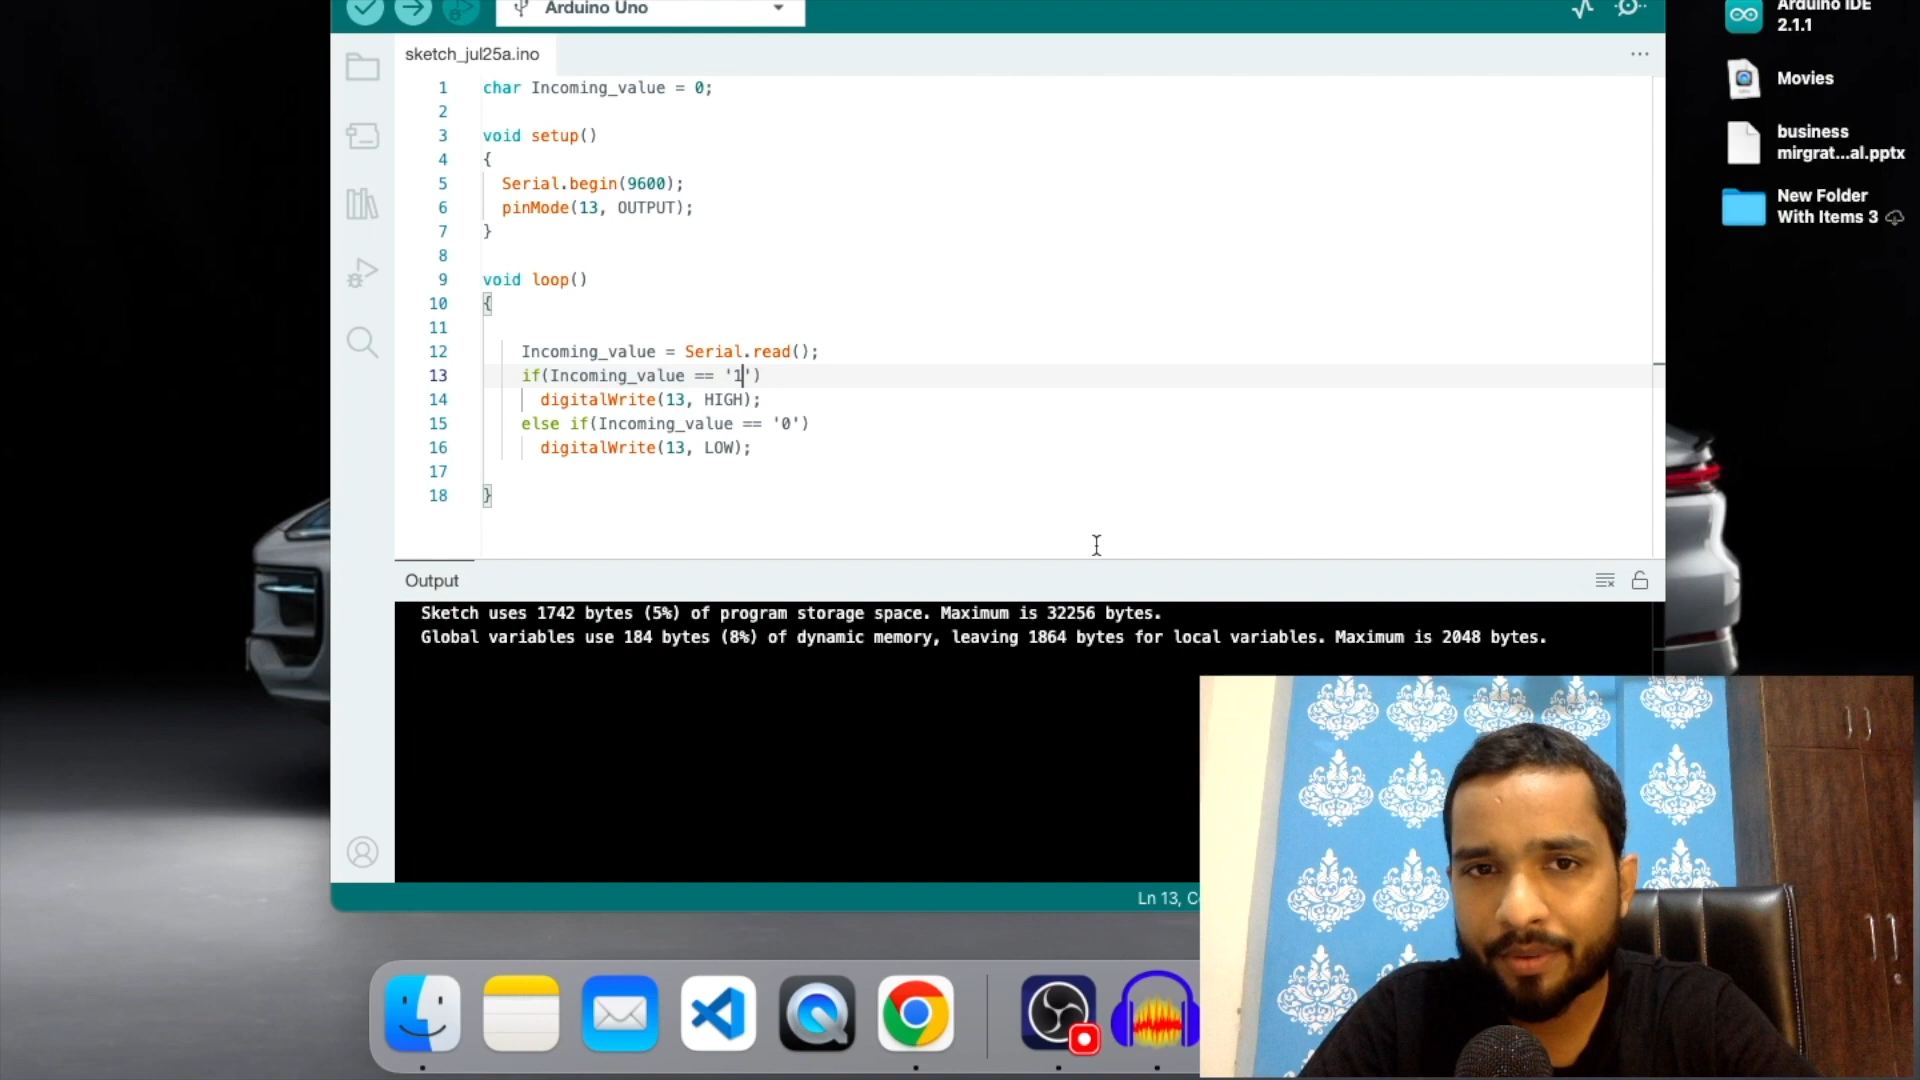 Arduino Uno
sketch_jul25a.ino
1 char Incoming_value = 0;
2
3 void setup()
4 {
5 Serial.begin(9600);
6 pinMode(13, OUTPUT);
7 }
8
9 void loop()
10 {
11
12 Incoming_value = Serial.read();
13 if(Incoming_value == '1')
14 digitalWrite(13, HIGH);
15 else if(Incoming_value == '0')
16 digitalWrite(13, LOW);
17
18 }
Output
Sketch uses 1742 bytes (5%) of program storage space. Maximum is 32256 bytes.
Global variables use 184 bytes (8%) of dynamic memory, leaving 1864 bytes for local variables. Maximum is 2048 bytes.
Ln 13,
Arduino IDE
2.1.1
Movies
business
mirgrat...al.pptx
New Folder
With Items 3